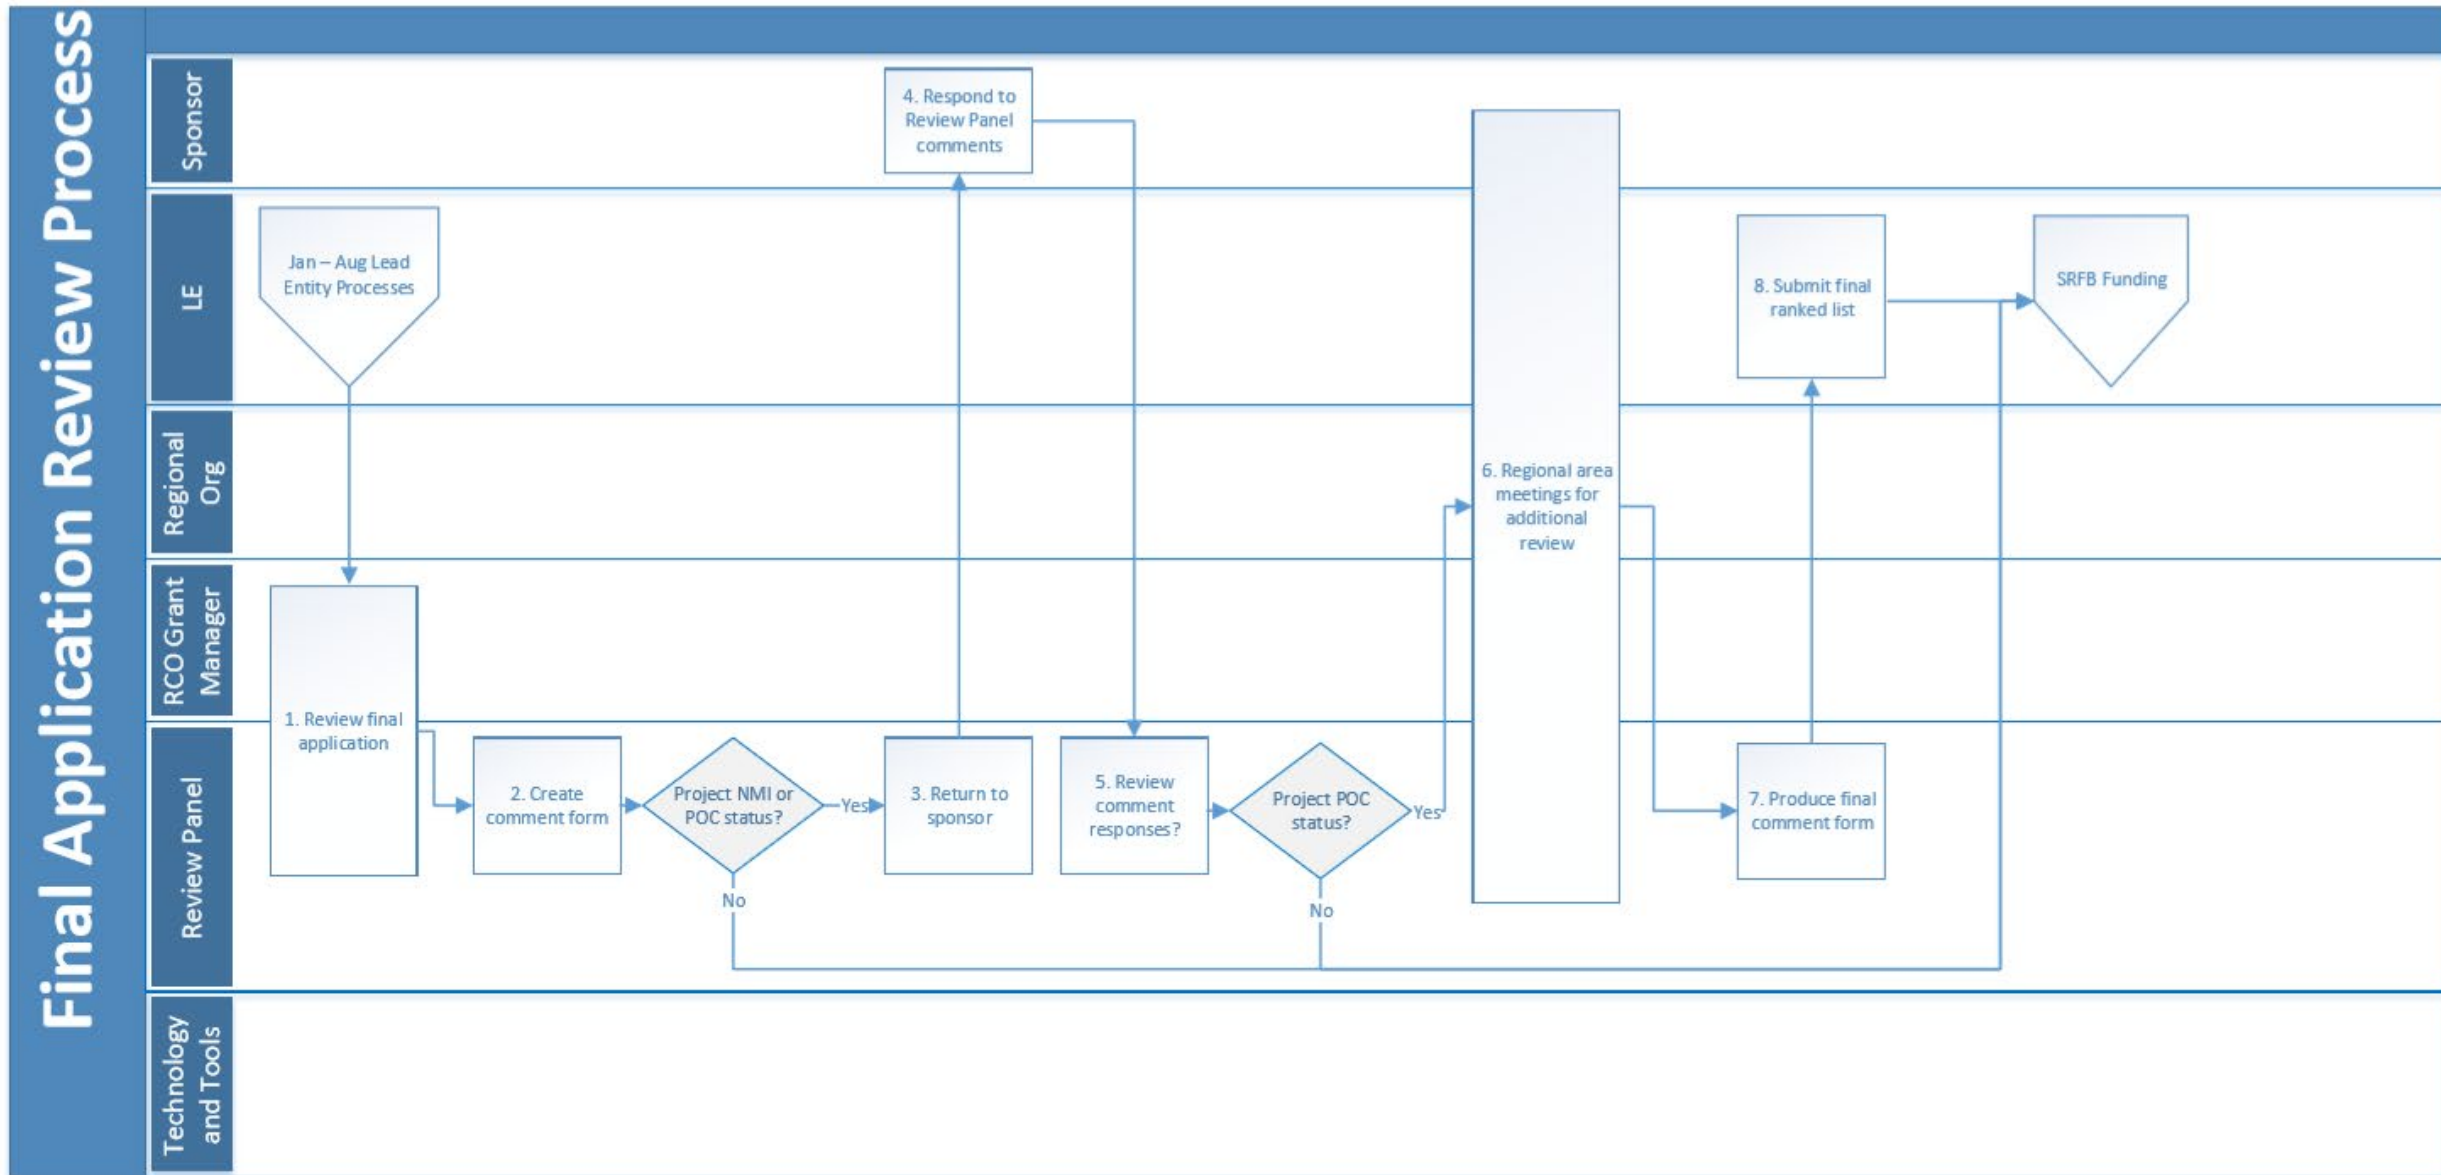 Final Application Review Process
Sponsor
4. Respond to
Review Panel
comments
LE
Jan – Aug Lead
Entity Processes
8. Submit final
ranked list
SRFB Funding
Regional
Org
6. Regional area
meetings for
additional
review
RCO Grant
Manager
1. Review final
application
Review Panel
2. Create
comment form
Project NMI or
POC status?
Yes
No
3. Return to
sponsor
5. Review
comment
responses?
Project POC
status?
Yes
No
7. Produce final
comment form
Technology
and Tools